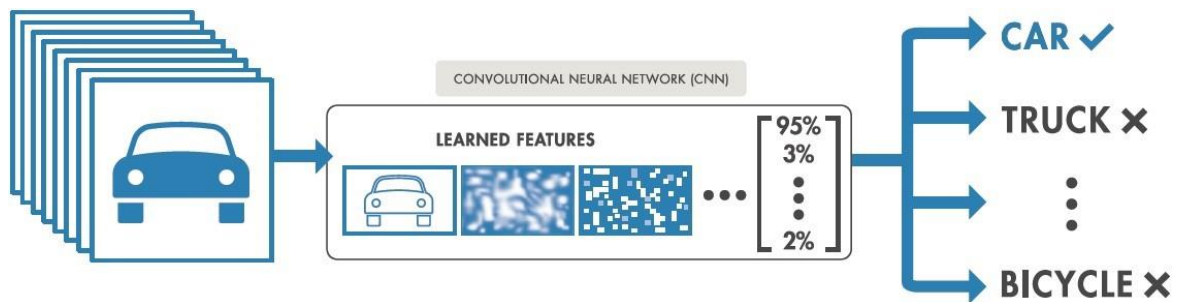 CONVOLUTIONAL NEURAL NETWORK (CNN)
LEARNED FEATURES
95%
3%
2%
CAR
TRUCK
BICYCLE